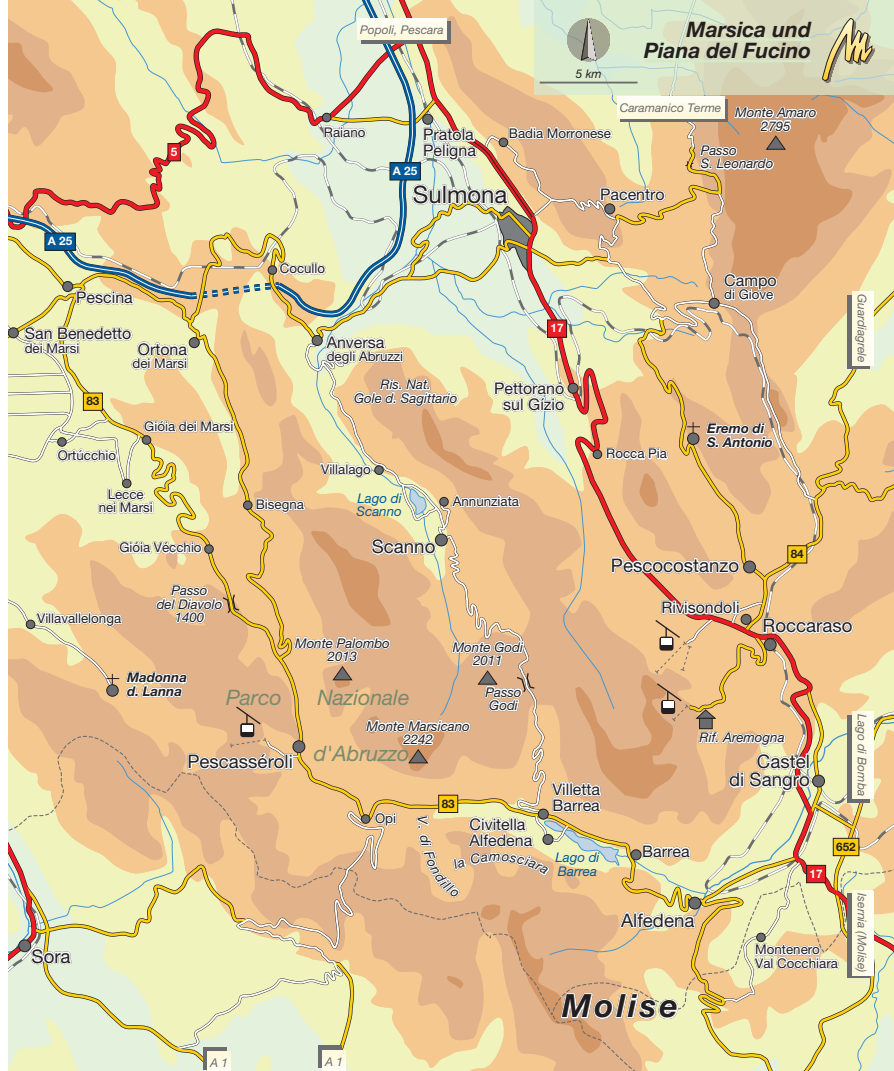 Popoli, Pescara
Marsica und
Piana del Fucino
5 km
Caramanico Terme
Monte Amaro
2795
Raiano
Pratola
Peligna
Badia Morronese
5
Passo
S. Leonardo
A 25
Sulmona
Pacentro
A 25
Cocullo
Pescina
Campo
di Giove
Guardiagrele
San Benedetto
dei Marsi
Ortona
dei Marsi
Anversa
degli Abruzzi
17
Ris. Nat.
Gole d. Sagittario
Pettorano
sul Gízio
83
Gióia dei Marsi
Eremo di
S. Antonio
Ortúcchio
Rocca Pia
Villalago
Lecce
nei Marsi
Lago di
Scanno
Annunziata
Bisegna
Gióia Vécchio
Scanno
84
Pescocostanzo
Passo
del Diavolo
1400
Rivisondoli
Villavallelonga
Roccaraso
Monte Palombo
2013
Monte Godi
2011
Madonna
d. Lanna
Passo
Godi
Parco Nazionale
d'Abruzzo
Monte Marsicano
2242
Rif. Aremogna
Lago di Bomba
Pescasséroli
Castel
di Sangro
Villetta
Barrea
83
Opi
Civitella
Alfedena
V. di Fondillo
la Camosciara
Lago di
Barrea
Barrea
652
17
Alfedena
Isernia (Molise)
Sora
Montenero
Val Cocchiara
Molise
A 1
A 1